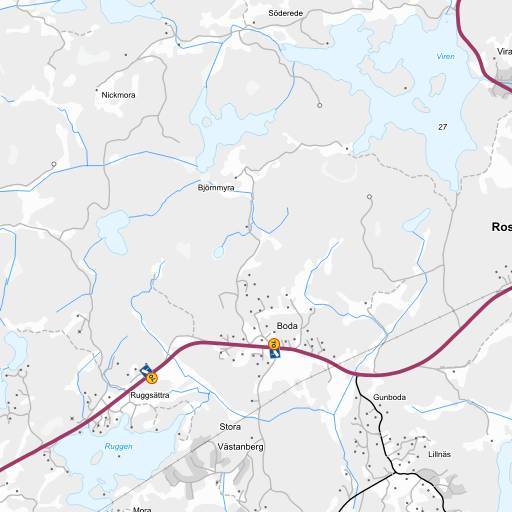 Söderede
Viren
Vira
Nickmora
27
Björnmyra
Ros
Boda
Ruggsättra
Gunboda
Stora
Västanberg
Ruggen
Lillnäs
Mora